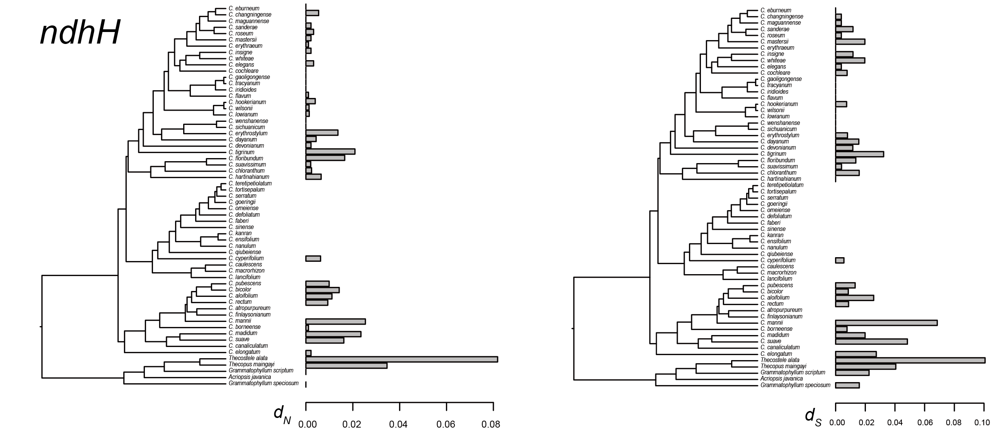 ndhH
C. eburneum
C. changningense
C. maguannense
C. sanderae
C. roseum
C. mastersii
C. erythraeum
C. insigne
C. whiteae
C. elegans
C. cochleare
C. gaoligongense
C. tracyanum
C. iridioides
C. flavum
C. hookerianum
C. wilsonii
C. lowianum
C. wenshanense
C. sichuanicum
C. erythrostylum
C. dayanum
C. devonianum
C. tigrinum
C. floribundum
C. suavissimum
C. chloranthum
C. hartinahianum
C. teretipetiolatum
C. tortisepalum
C. serratum
C. goeringii
C. omeiense
C. defoliatum
C. faberi
C. sinense
C. kanran
C. ensifolium
C. nanulum
C. qiubeiense
C. cyperifolium
C. caulescens
C. macrorhizon
C. lancifolium
C. pubescens
C. bicolor
C. aloifolium
C. rectum
C. atropurpureum
C. finlaysonianum
C. mannii
C. borneense
C. madidum
C. suave
C. canaliculatum
C. elongatum
Thecostele alata
Thecopus maingayi
Grammatophyllum scriptum
Acriopsis javanica
Grammatophyllum speciosum
dN
0.00 0.02 0.04 0.06 0.08
C. eburneum
C. changningense
C. maguannense
C. sanderae
C. roseum
C. mastersii
C. erythraeum
C. insigne
C. whiteae
C. elegans
C. cochleare
C. gaoligongense
C. tracyanum
C. iridioides
C. flavum
C. hookerianum
C. wilsonii
C. lowianum
C. wenshanense
C. sichuanicum
C. erythrostylum
C. dayanum
C. devonianum
C. tigrinum
C. floribundum
C. suavissimum
C. chloranthum
C. hartinahianum
C. teretipetiolatum
C. tortisepalum
C. serratum
C. goeringii
C. omeiense
C. defoliatum
C. faberi
C. sinense
C. kanran
C. ensifolium
C. nanulum
C. qiubeiense
C. cyperifolium
C. caulescens
C. macrorhizon
C. lancifolium
C. pubescens
C. bicolor
C. aloifolium
C. rectum
C. atropurpureum
C. finlaysonianum
C. mannii
C. borneense
C. madidum
C. suave
C. canaliculatum
C. elongatum
Thecostele alata
Thecopus maingayi
Grammatophyllum scriptum
Acriopsis javanica
Grammatophyllum speciosum
dS
0.00 0.02 0.04 0.06 0.08 0.10